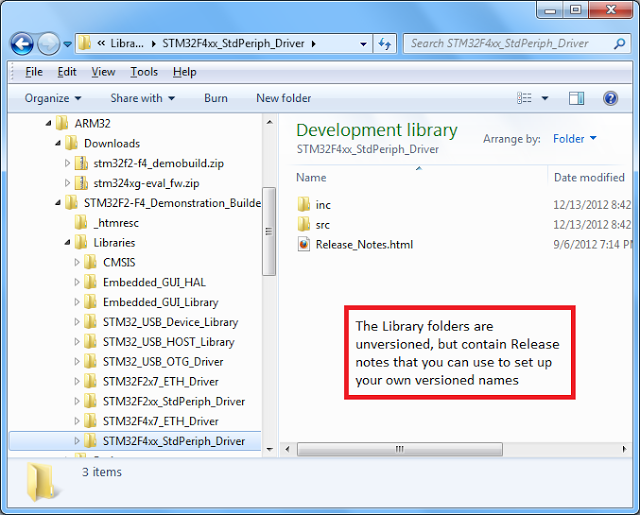 « Libra... ▸ STM32F4xx_StdPeriph_Driver ▸
Search STM32F4xx_StdPeriph_Driver
File Edit View Tools Help
Organize Share with Burn New folder
ARM32
Downloads
stm32f2-f4_demobuild.zip
stm324xg-eval_fw.zip
STM32F2-F4_Demonstration_Builde
_htmresc
Libraries
CMSIS
Embedded_GUI_HAL
Embedded_GUI_Library
STM32_USB_Device_Library
STM32_USB_HOST_Library
STM32_USB_OTG_Driver
STM32F2x7_ETH_Driver
STM32F2xx_StdPeriph_Driver
STM32F4x7_ETH_Driver
STM32F4xx_StdPeriph_Driver
Development library
STM32F4xx_StdPeriph_Driver
Arrange by: Folder
Name Date modified
inc 12/13/2012 8:42
src 12/13/2012 8:42
Release_Notes.html 9/6/2012 7:14 P
The Library folders are
unversioned, but contain Release
notes that you can use to set up
your own versioned names
3 items